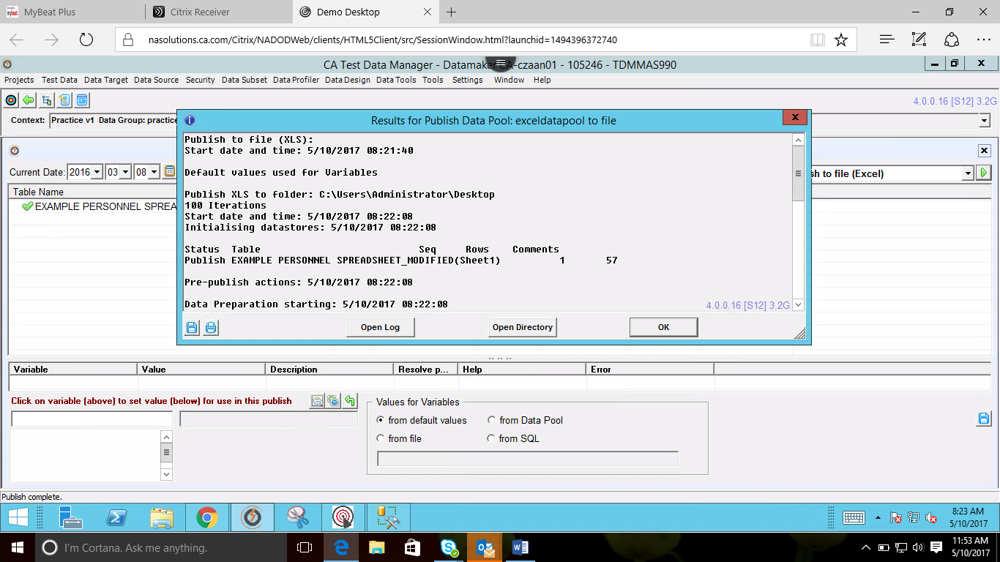 MyBeat Plus
Citrix Receiver
Demo Desktop
nasolutions.ca.com/Citrix/NADODWeb/clients/HTML5Client/src/SessionWindow.html?launchid=1494396372740
CA Test Data Manager - Datamaker CA-czaan01 - 105246 - TDMMAS990
Projects Test Data Data Target Data Source Security Data Subset Data Profiler Data Design Data Tools Tools Settings Window Help
4.0.0.16 [S12] 3.2G
Context: Practice v1 Data Group: practice
Results for Publish Data Pool: exceldatapool to file
Publish to file (XLS):
Start date and time: 5/10/2017 08:21:40
Default values used for Variables
Publish XLS to folder: C:\Users\Administrator\Desktop
100 Iterations
Start date and time: 5/10/2017 08:22:08
Initialising datastores: 5/10/2017 08:22:08
Status Table Seq Rows Comments
Publish EXAMPLE PERSONNEL SPREADSHEET_MODIFIED(Sheet1) 1 57
Pre-publish actions: 5/10/2017 08:22:08
Data Preparation starting: 5/10/2017 08:22:08
4.0.0.16 [S12] 3.2G
Open Log Open Directory OK
Current Date: 2016 03 08
to file (Excel)
Table Name
EXAMPLE PERSONNEL SPREA
Variable Value Description Resolve p... Help Error
Click on variable (above) to set value (below) for use in this publish
Values for Variables
from default values from Data Pool
from file from SQL
Publish complete.
8:23 AM
5/10/2017
I'm Cortana. Ask me anything.
11:53 AM
5/10/2017